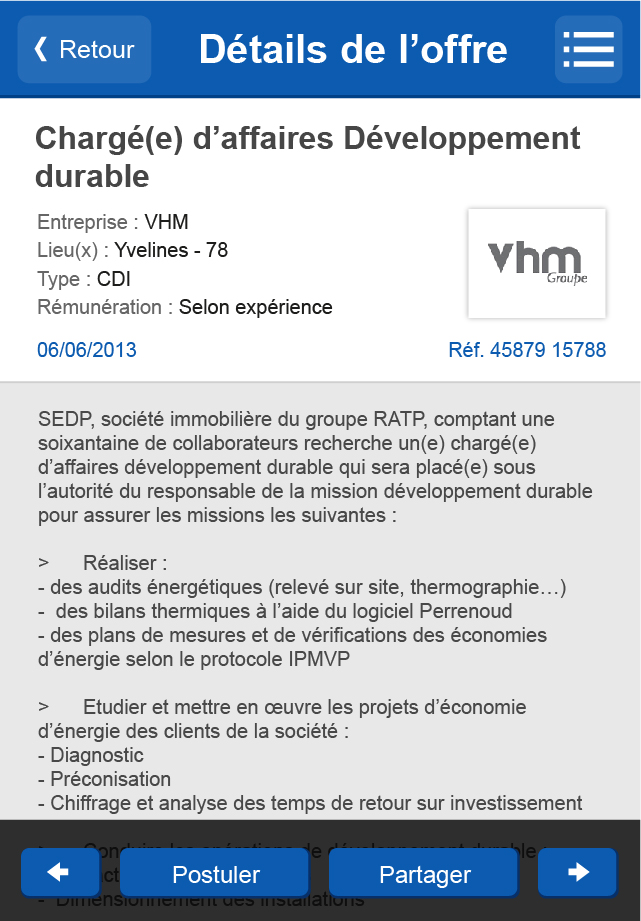 Retour
Détails de l’offre
Chargé(e) d’affaires Développement
durable
Entreprise : VHM
Lieu(x) : Yvelines - 78
Type : CDI
Rémunération : Selon expérience
vhm
Groupe
06/06/2013
Réf. 45879 15788
SEDP, société immobilière du groupe RATP, comptant une
soixantaine de collaborateurs recherche un(e) chargé(e)
d’affaires développement durable qui sera placé(e) sous
l’autorité du responsable de la mission développement durable
pour assurer les missions les suivantes :
> Réaliser :
- des audits énergétiques (relevé sur site, thermographie…)
- des bilans thermiques à l’aide du logiciel Perrenoud
- des plans de mesures et de vérifications des économies
d’énergie selon le protocole IPMVP
> Etudier et mettre en œuvre les projets d’économie
d’énergie des clients de la société :
- Diagnostic
- Préconisation
- Chiffrage et analyse des temps de retour sur investissement
> Conduire les opérations de développement durable :
Postuler
Partager
- Dimensionnement des installations